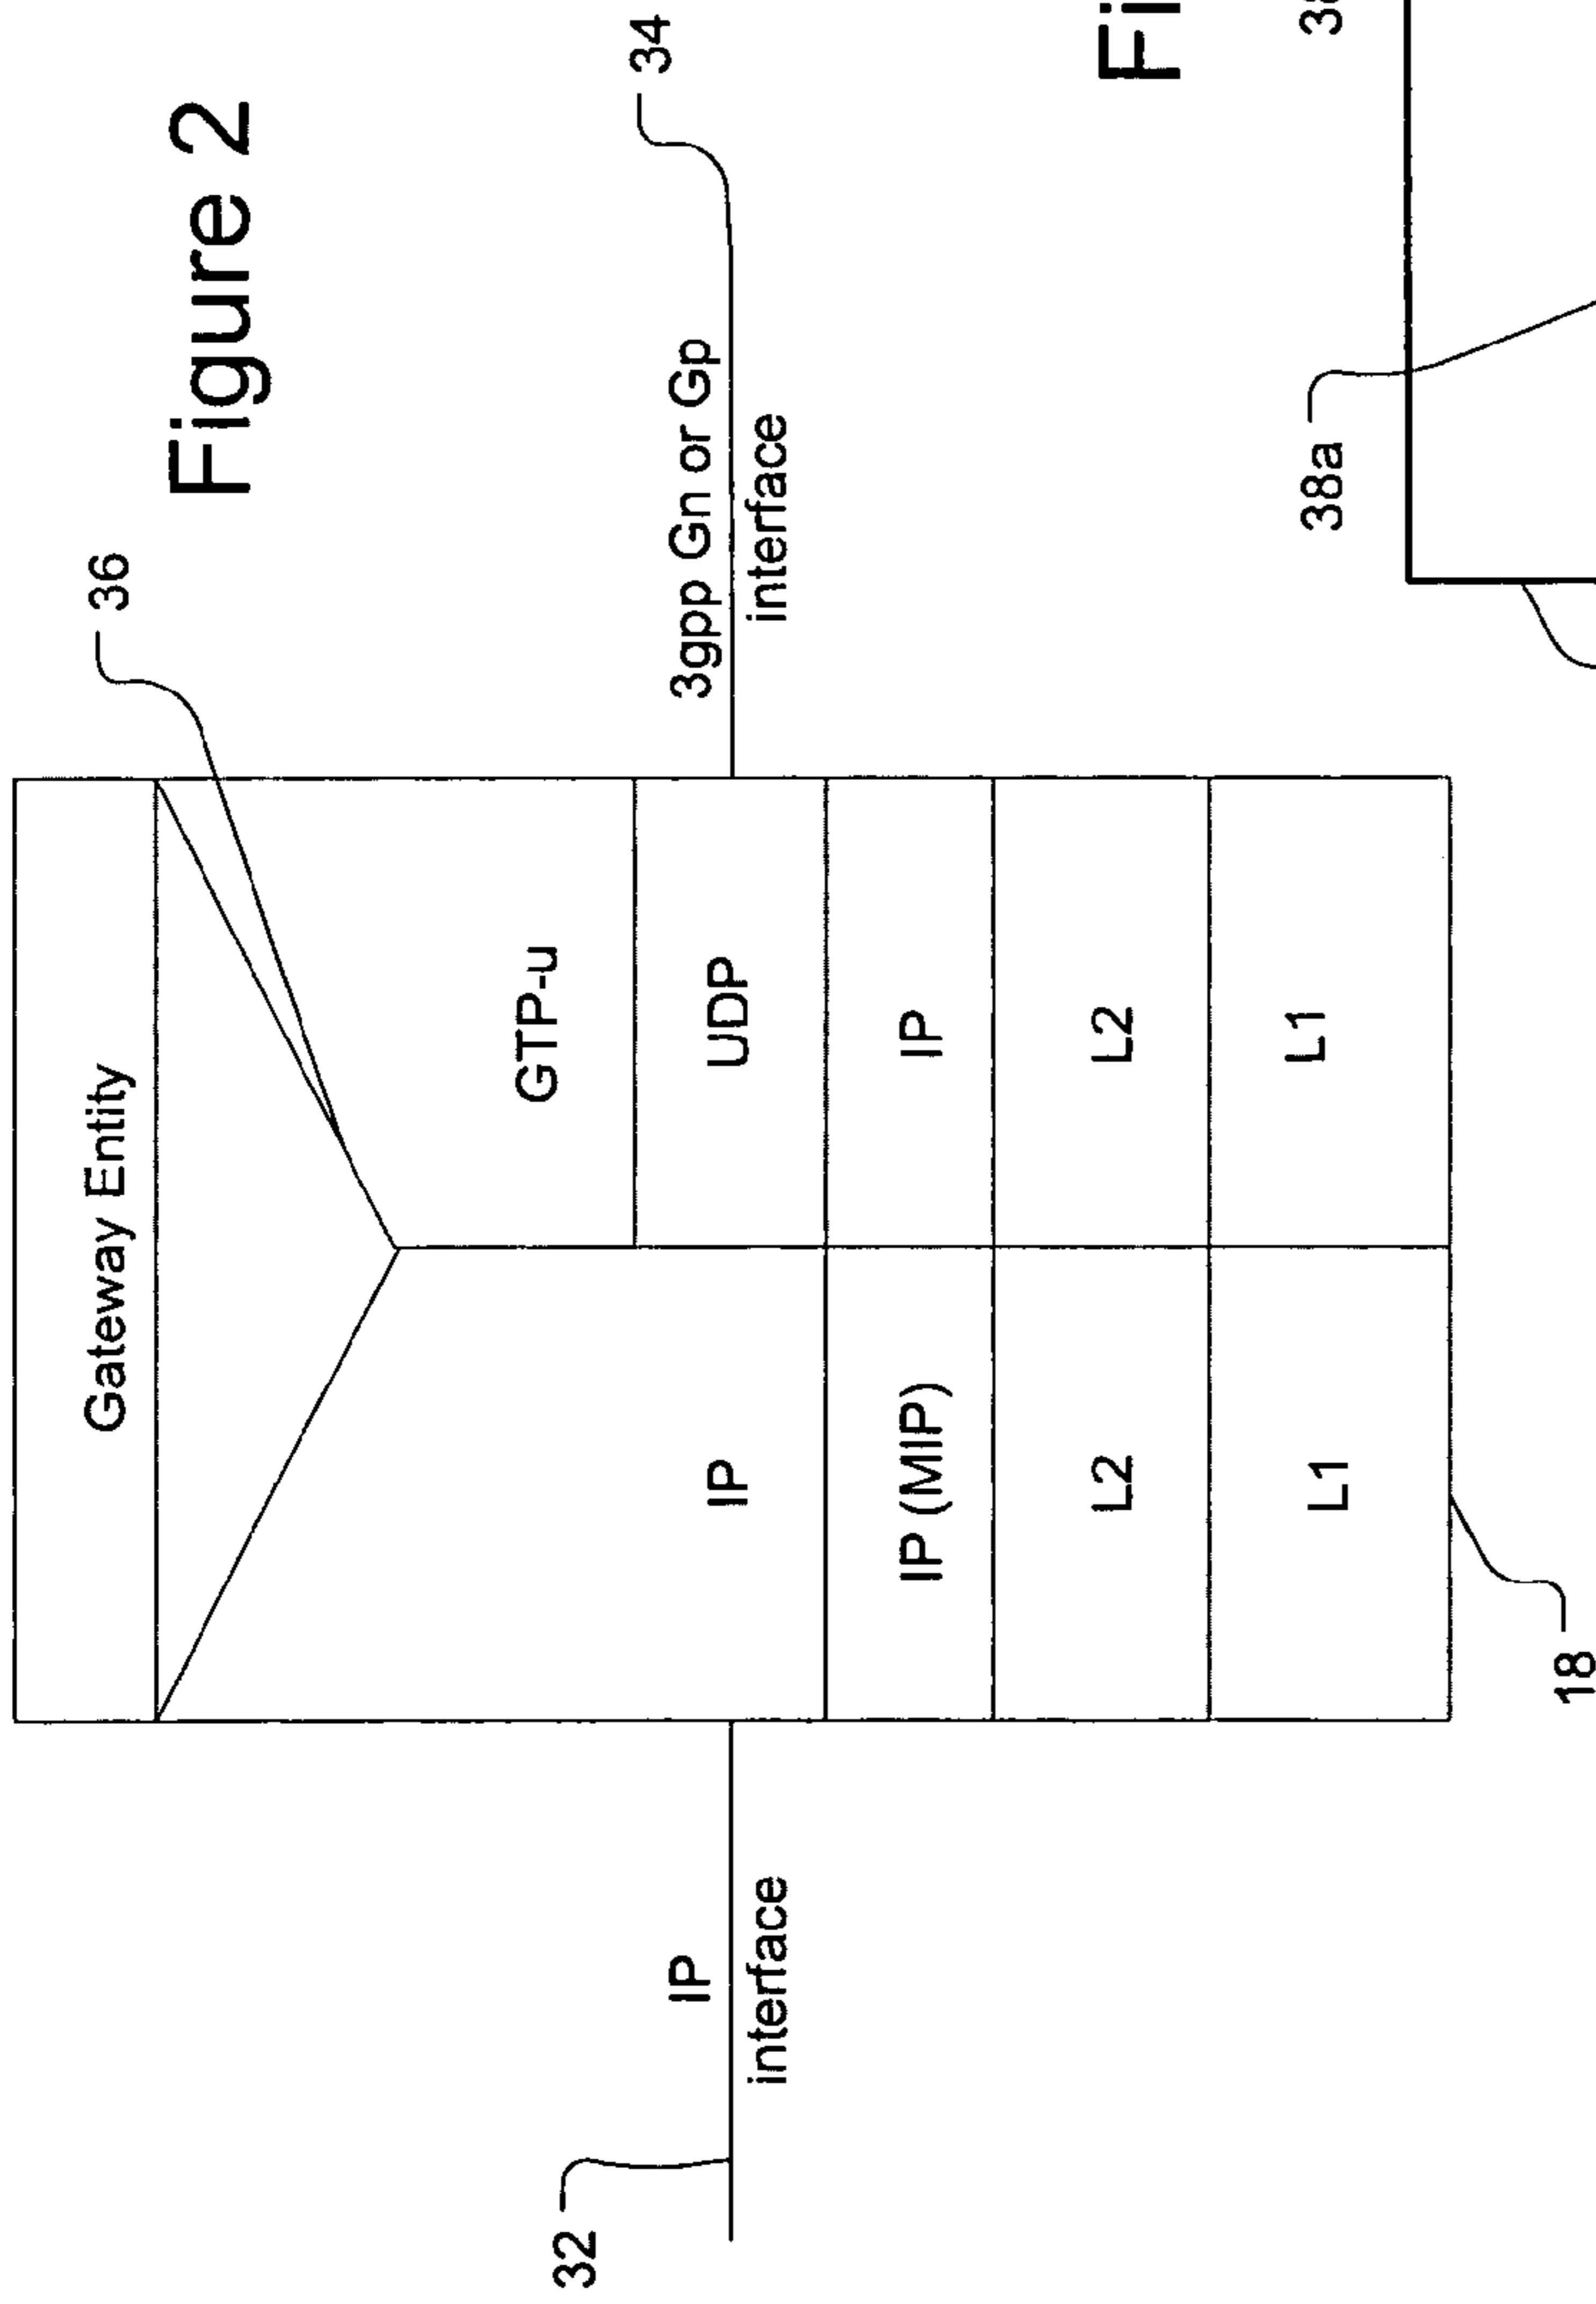 Figure 2
36
34
Gateway Entity
GTP-u
3gpp Gn or Gp
interface
IP
interface
32
IP
UDP
IP (MIP)
IP
L2
L2
L1
L1
18
38a